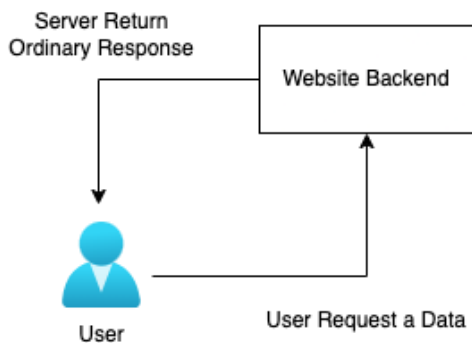 Server Return
Ordinary Response
Website Backend
User
User Request a Data